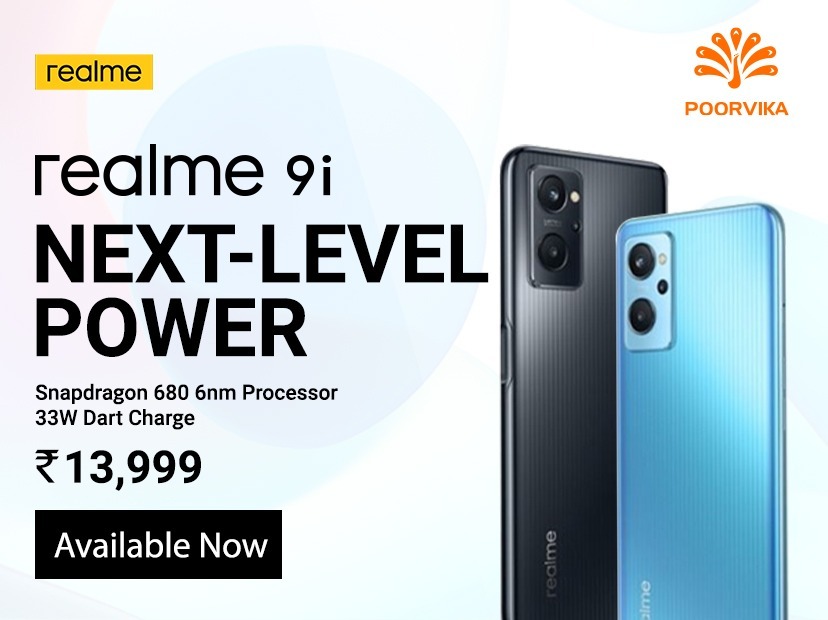 realme
POORVIKA
realme 9i
NEXT-LEVEL
POWER
Snapdragon 680 6nm Processor
33W Dart Charge
₹13,999
Available Now
realme
lme